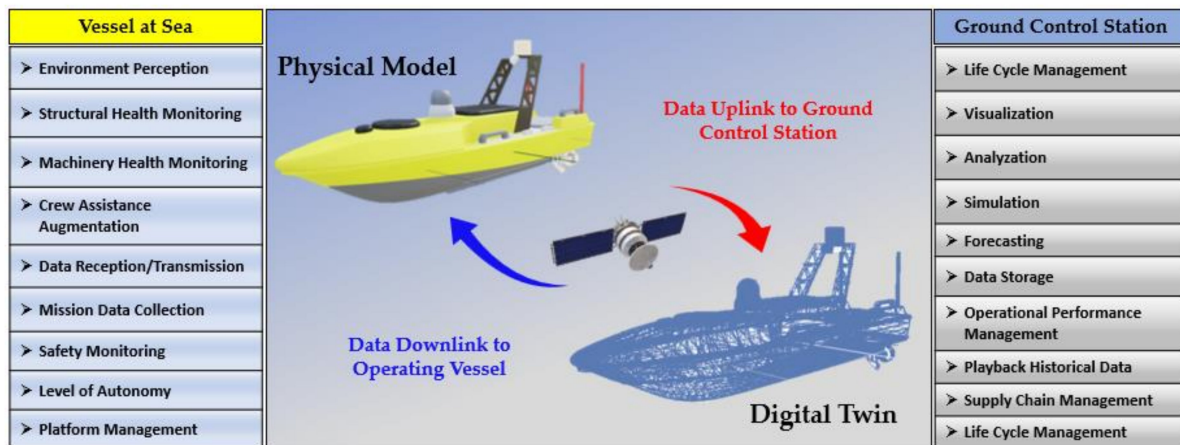 Vessel at Sea
Environment Perception
Structural Health Monitoring
Machinery Health Monitoring
Crew Assistance
Augmentation
Data Reception/Transmission
Mission Data Collection
Safety Monitoring
Level of Autonomy
Platform Management
Physical Model
Data Uplink to Ground
Control Station
Data Downlink to
Operating Vessel
Digital Twin
Ground Control Station
Life Cycle Management
Visualization
Analyzation
Simulation
Forecasting
Data Storage
Operational Performance
Management
Playback Historical Data
Supply Chain Management
Life Cycle Management